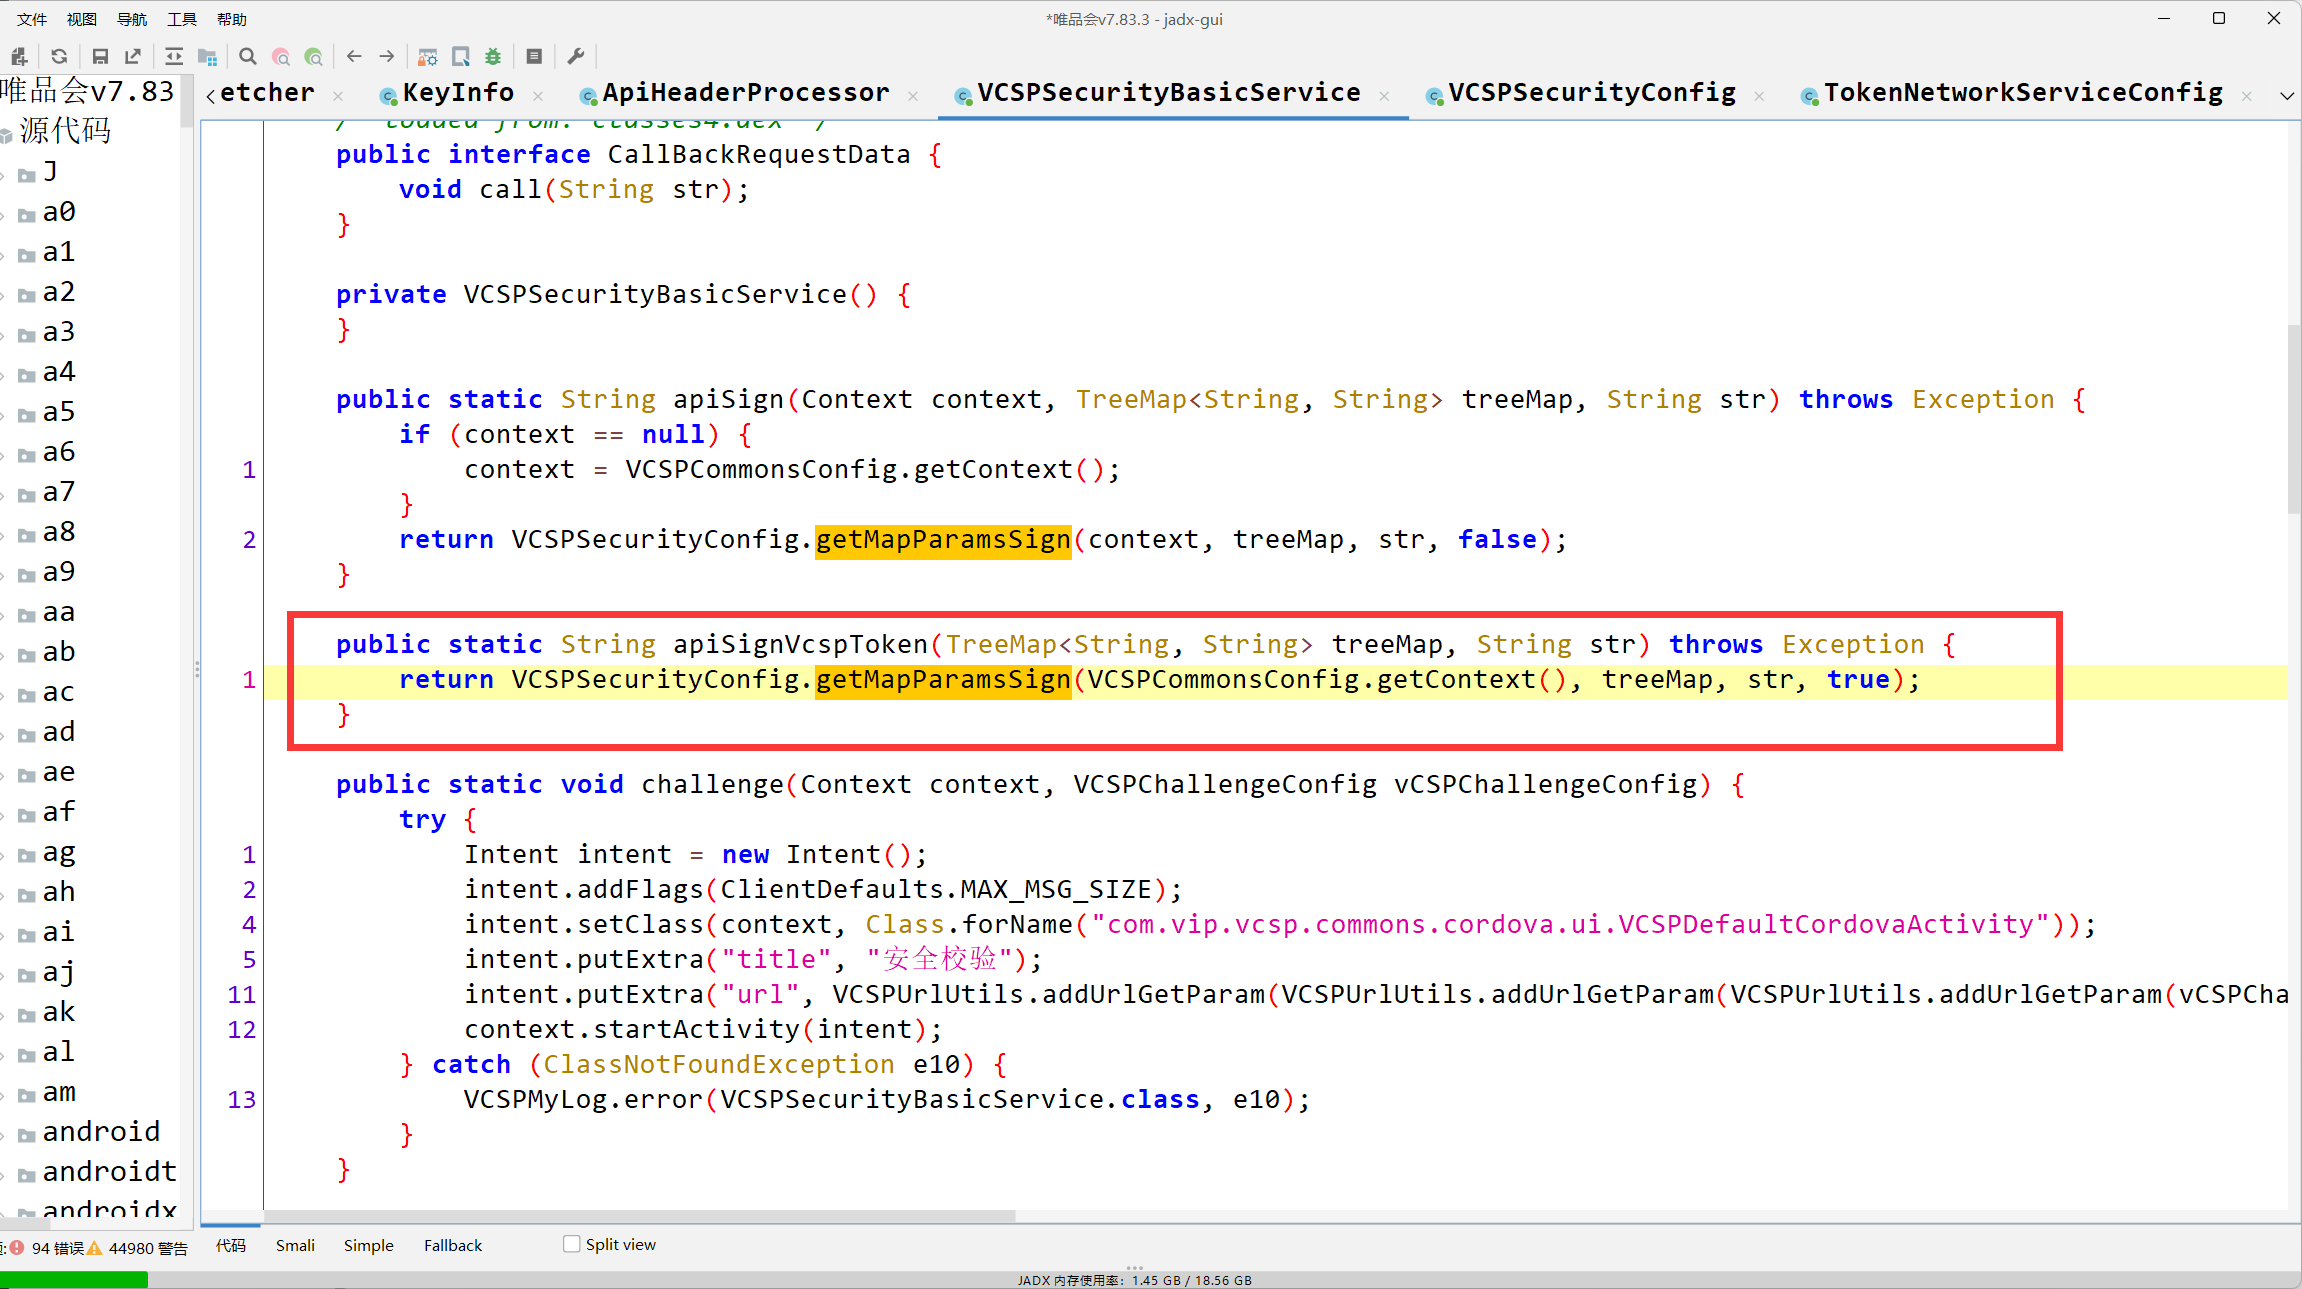 文件 视图 导航 工具 帮助
*唯品会v7.83.3 - jadx-gui
唯品会v7.83
源代码
J
a0
a1
a2
a3
a4
a5
a6
a7
a8
a9
aa
ab
ac
ad
ae
af
ag
ah
ai
aj
ak
al
am
android
androidt
androidx
etcher KeyInfo ApiHeaderProcessor VCSPSecurityBasicService VCSPSecurityConfig TokenNetworkServiceConfig
/* loaded from: classes4.dex */
public interface CallBackRequestData {
void call(String str);
}
private VCSPSecurityBasicService() {
}
public static String apiSign(Context context, TreeMap<String, String> treeMap, String str) throws Exception {
if (context == null) {
1 context = VCSPCommonsConfig.getContext();
}
2 return VCSPSecurityConfig.getMapParamsSign(context, treeMap, str, false);
}
public static String apiSignVcspToken(TreeMap<String, String> treeMap, String str) throws Exception {
1 return VCSPSecurityConfig.getMapParamsSign(VCSPCommonsConfig.getContext(), treeMap, str, true);
}
public static void challenge(Context context, VCSPChallengeConfig vCSPChallengeConfig) {
try {
1 Intent intent = new Intent();
2 intent.addFlags(ClientDefaults.MAX_MSG_SIZE);
4 intent.setClass(context, Class.forName("com.vip.vcsp.commons.cordova.ui.VCSPDefaultCordovaActivity"));
5 intent.putExtra("title", "安全校验");
11 intent.putExtra("url", VCSPUrlUtils.addUrlGetParam(VCSPUrlUtils.addUrlGetParam(VCSPUrlUtils.addUrlGetParam(vCSPCha
12 context.startActivity(intent);
} catch (ClassNotFoundException e10) {
13 VCSPMyLog.error(VCSPSecurityBasicService.class, e10);
}
}
94 错误 44980 警告
代码 Smali Simple Fallback Split view
JADX 内存使用率: 1.45 GB / 18.56 GB